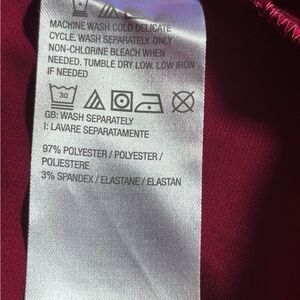 MACHINE WASH COLD DELICATE
CYCLE. WASH SEPARATELY. ONLY
NON-CHLORINE BLEACH WHEN
NEEDED. TUMBLE DRY LOW. LOW IRON
IF NEEDED
30
GB: WASH SEPARATELY
I: LAVARE SEPARATAMENTE
97% POLYESTER / POLYESTER /
POLIESTERE
3% SPANDEX / ELASTANE / ELASTAN